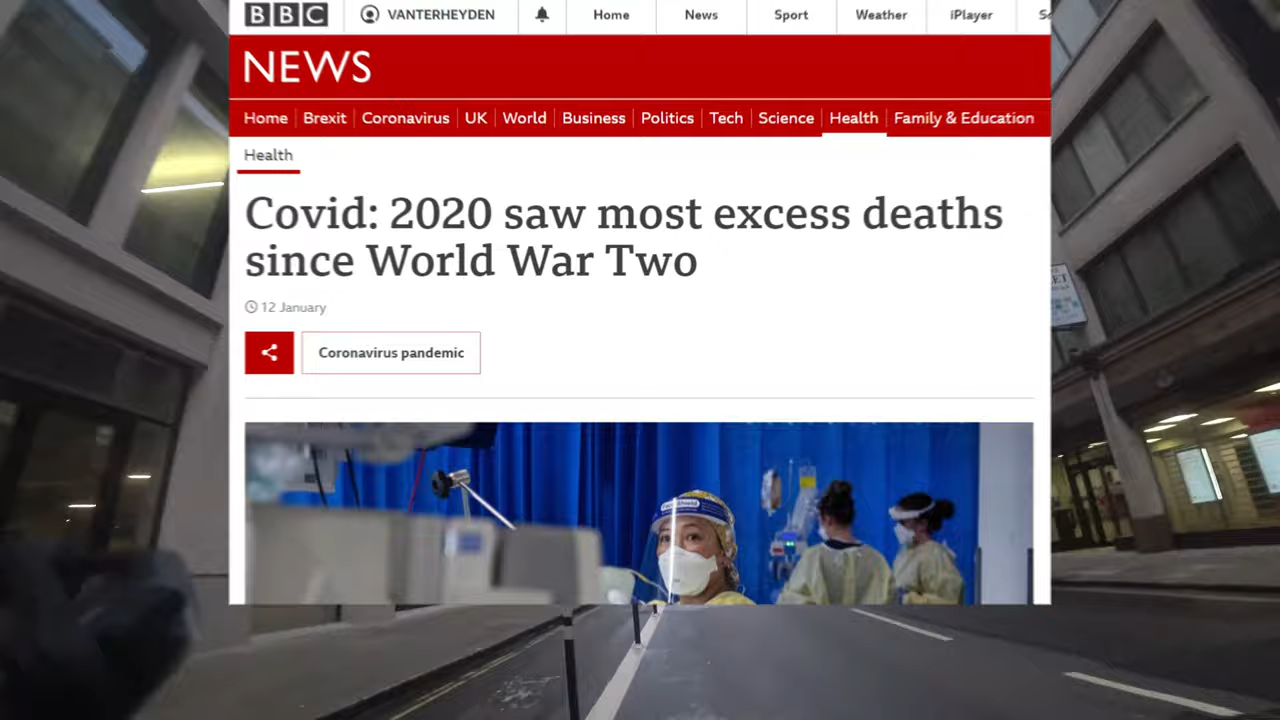 BBC VANTERHEYDEN Home News Sport Weather iPlayer
NEWS
Home Brexit Coronavirus UK World Business Politics Tech Science Health Family & Education
Health
Covid: 2020 saw most excess deaths
since World War Two
12 January
Coronavirus pandemic